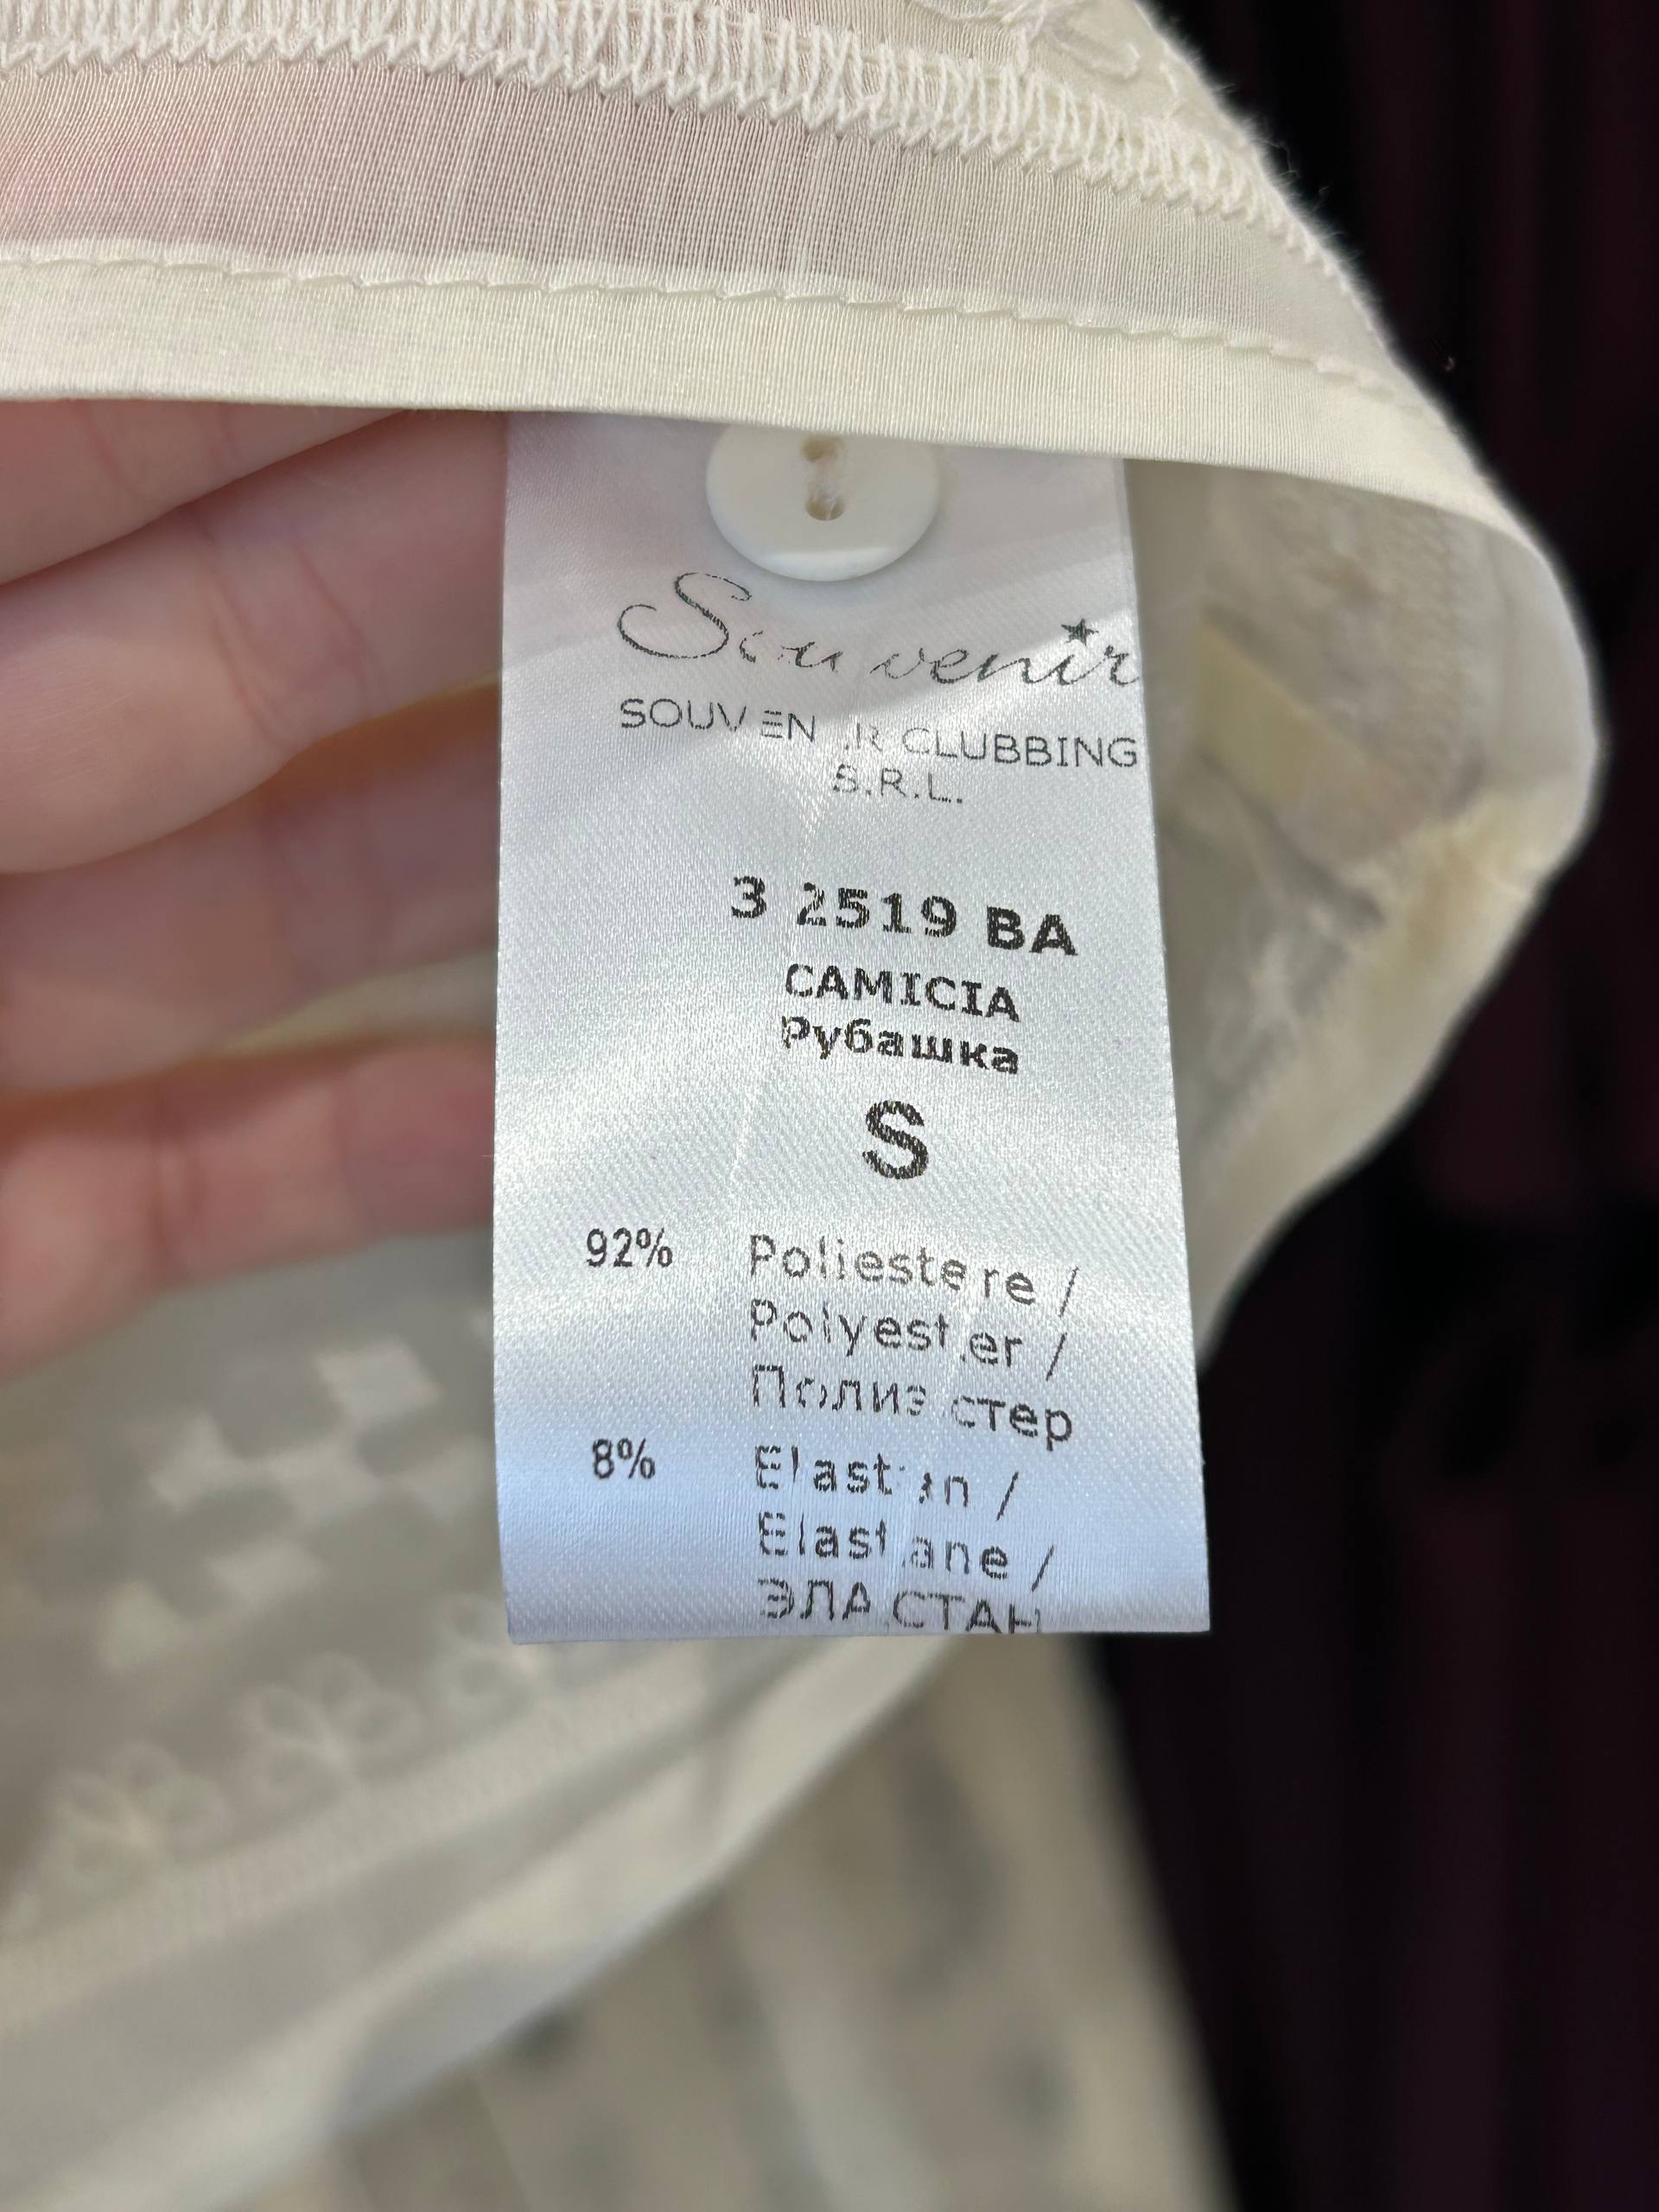 Souvenir
SOUVENIR CLUBBING
S.R.L.
3 2519 BA
CAMICIA
Рубашка
S
92% Poliestere /
Polyester /
Полиэстер
8% Elastan /
Elastane /
ЭЛАСТАН